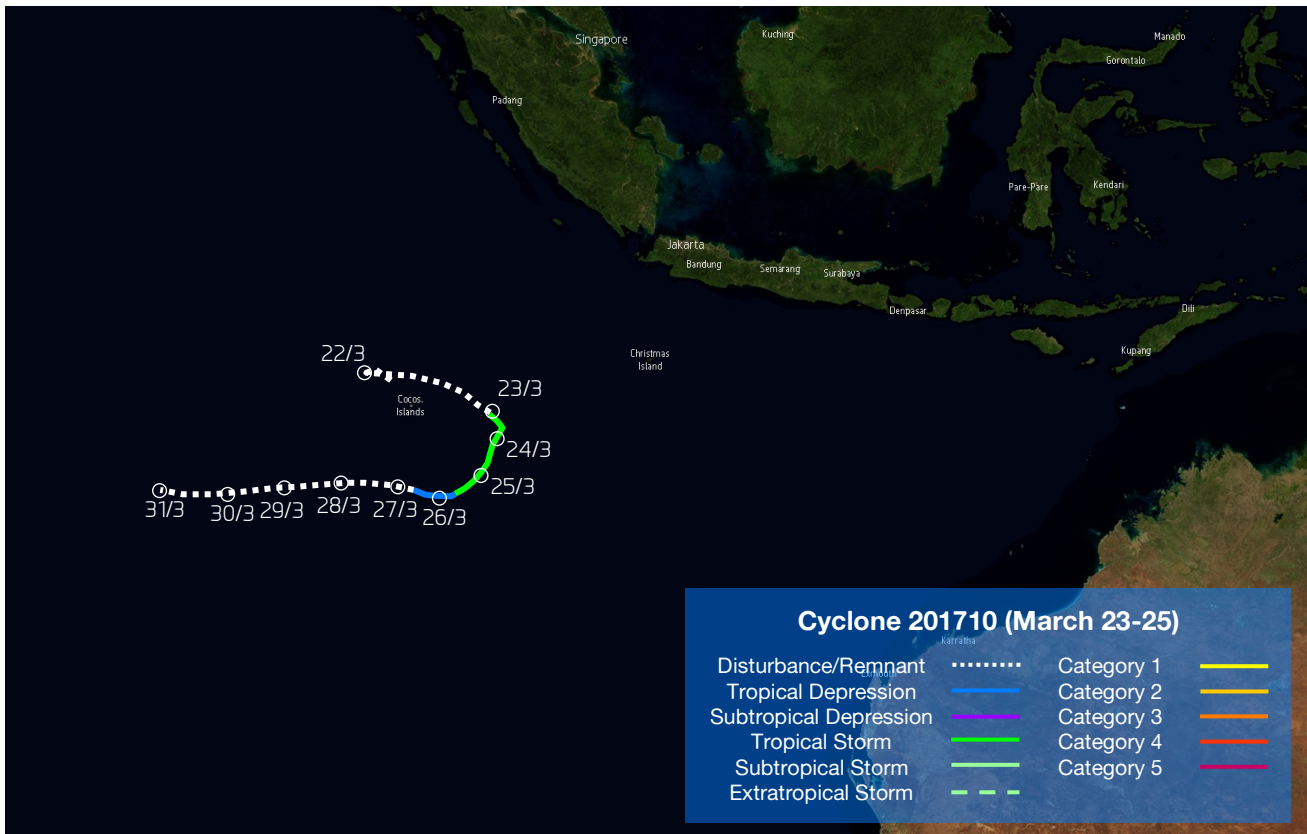 Singapore
Kuching
Manado
Gorontalo
Padang
Pare-Pare
Kendari
Jakarta
Bandung
Semarang
Surabaya
Denpasar
Dili
Kupang
Christmas
Island
22/3
Cocos.
Islands
23/3
24/3
25/3
26/3
27/3
28/3
29/3
30/3
31/3
Cyclone 201710 (March 23-25)
Karratha
Exmouth
Disturbance/Remnant
Tropical Depression
Subtropical Depression
Tropical Storm
Subtropical Storm
Extratropical Storm
Category 1
Category 2
Category 3
Category 4
Category 5